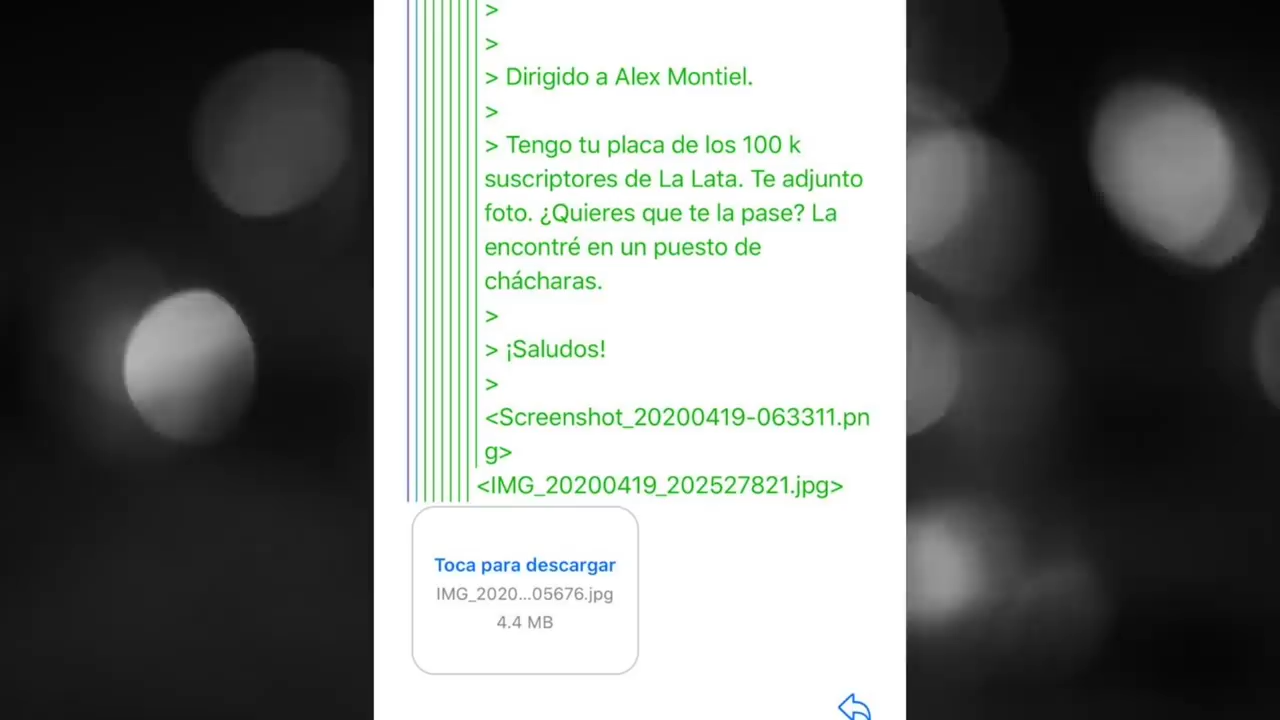 >
>
> Dirigido a Alex Montiel.
>
> Tengo tu placa de los 100 k
suscriptores de La Lata. Te adjunto
foto. ¿Quieres que te la pase? La
encontré en un puesto de
chácharas.
>
> ¡Saludos!
>
<Screenshot_20200419-063311.pn
g>
<IMG_20200419_202527821.jpg>
Toca para descargar
IMG_2020...05676.jpg
4.4 MB